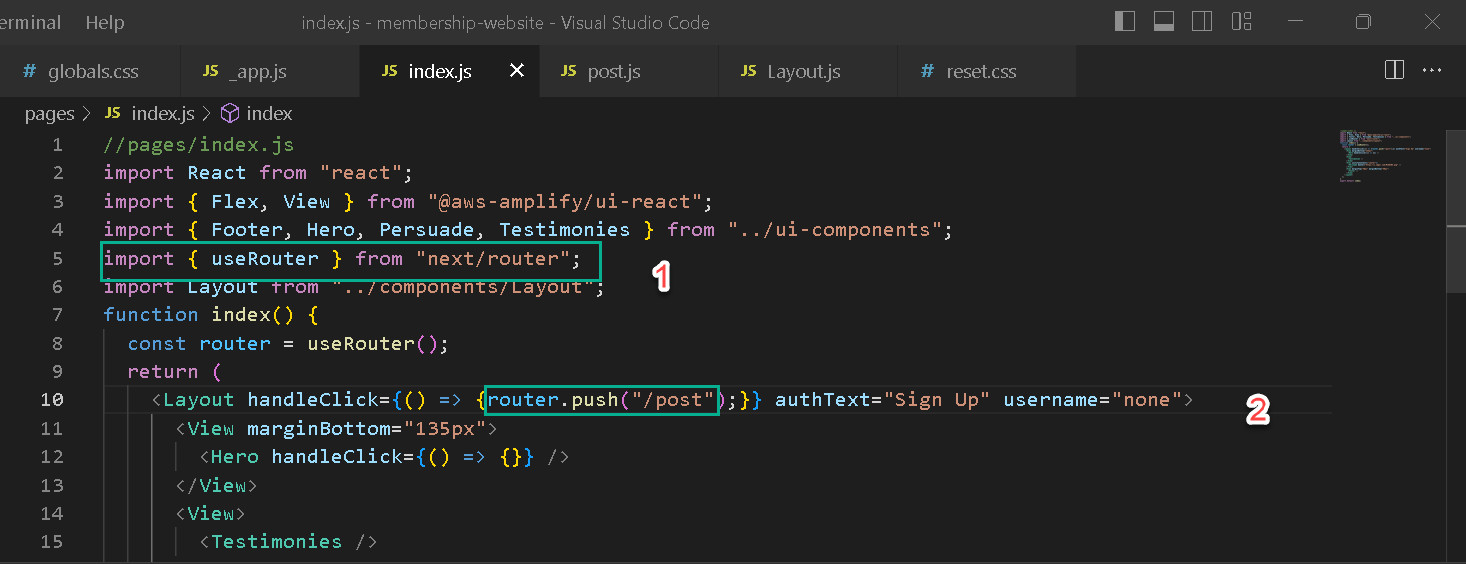 erminal Help index.js - membership-website - Visual Studio Code
# globals.css JS _app.js JS index.js JS post.js JS Layout.js # reset.css
pages > JS index.js > index
1 //pages/index.js
2 import React from "react";
3 import { Flex, View } from "@aws-amplify/ui-react";
4 import { Footer, Hero, Persuade, Testimonies } from "../ui-components";
5 import { useRouter } from "next/router";
1
6 import Layout from "../components/Layout";
7 function index() {
8 const router = useRouter();
9 return (
10 <Layout handleClick={() => {router.push("/post");}} authText="Sign Up" username="none">
2
11 <View marginBottom="135px">
12 <Hero handleClick={() => {}} />
13 </View>
14 <View>
15 <Testimonies />